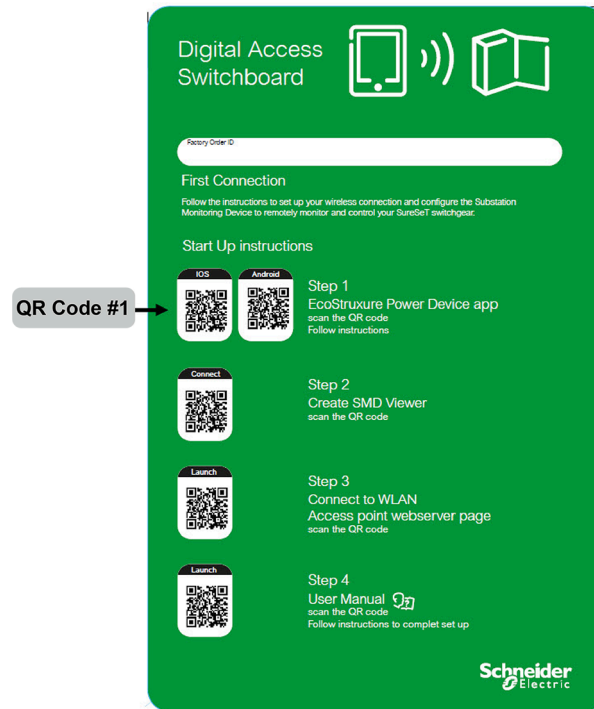 Digital Access
Switchboard
Factory Order ID
First Connection
Follow the instructions to set up your wireless connection and configure the Substation
Monitoring Device to remotely monitor and control your SureSeT switchgear.
Start Up instructions
QR Code #1
IOS
Android
Step 1
EcoStruxure Power Device app
scan the QR code
Follow instructions
Connect
Step 2
Create SMD Viewer
scan the QR code
Launch
Step 3
Connect to WLAN
Access point webserver page
scan the QR code
Launch
Step 4
User Manual
scan the QR code
Follow instructions to complet set up
Schneider
Electric